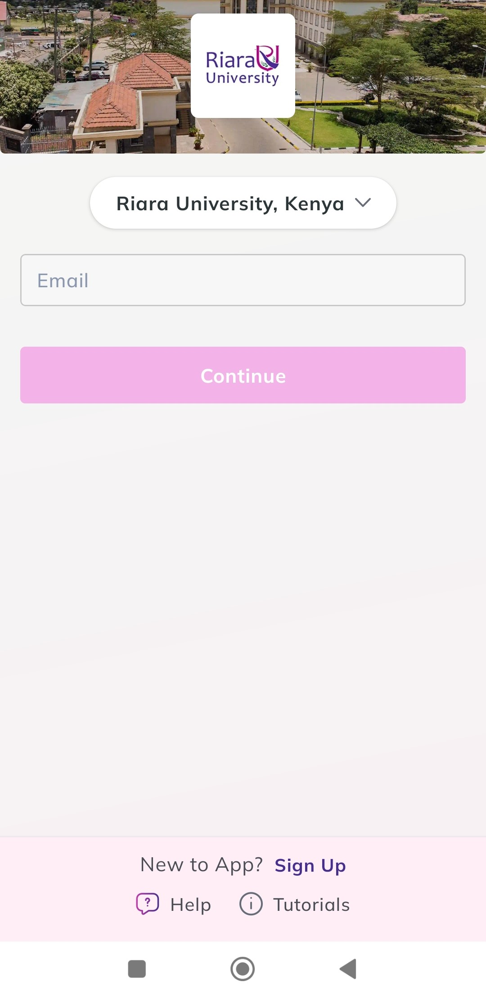 Riara
University
Riara University, Kenya
Email
Continue
New to App? Sign Up
Help Tutorials